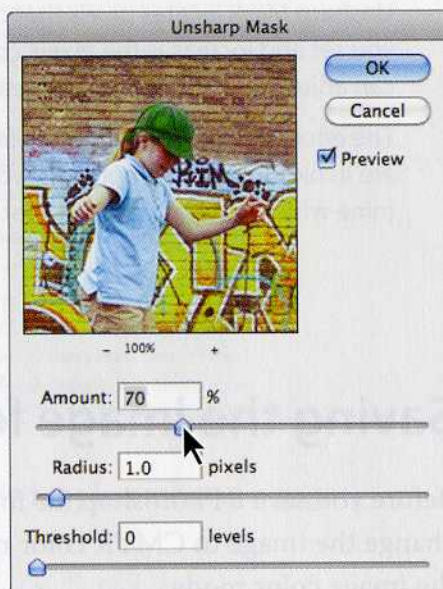 Unsharp Mask
OK
Cancel
Preview
- 100% +
Amount: 70 %
Radius: 1.0 pixels
Threshold: 0 levels